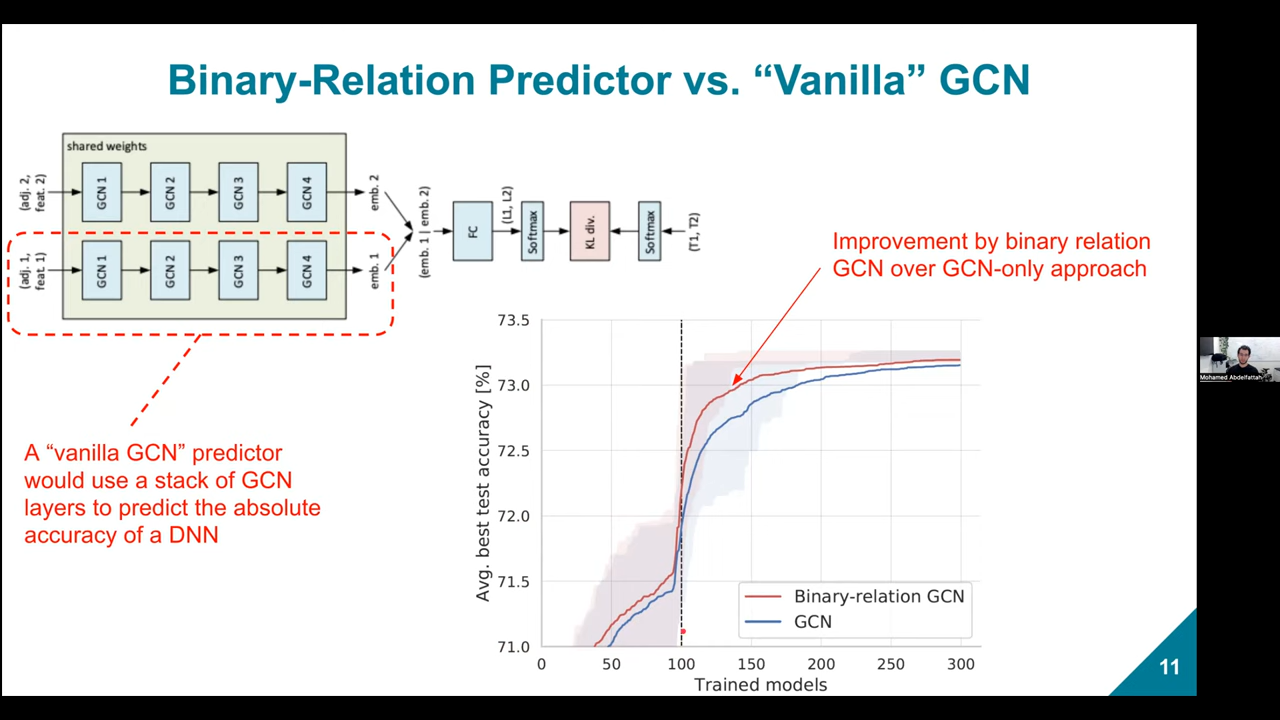 Binary-Relation Predictor vs. “Vanilla” GCN
shared weights
(adj. 2,
feat. 2)
GCN 1
GCN 2
GCN 3
GCN 4
emb. 2
(adj. 1,
feat. 1)
GCN 1
GCN 2
GCN 3
GCN 4
emb. 1
(emb. 1 | emb. 2)
FC
(L1, L2)
Softmax
KL div.
Softmax
(T1, T2)
Improvement by binary relation
GCN over GCN-only approach
A “vanilla GCN” predictor
would use a stack of GCN
layers to predict the absolute
accuracy of a DNN
Avg. best test accuracy [%]
73.5
73.0
72.5
72.0
71.5
71.0
Binary-relation GCN
GCN
0
50
100
150
200
250
300
Trained models
11
Mohamed Abdelfattah